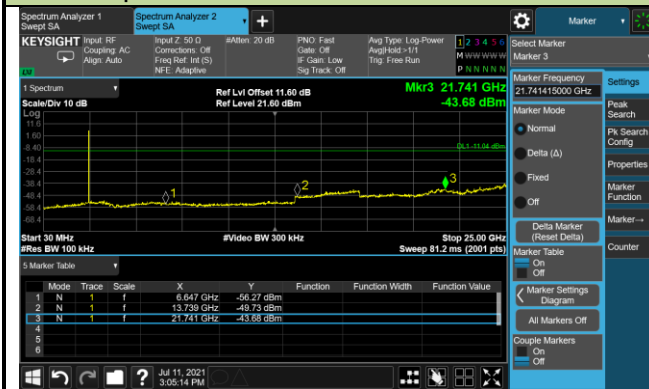 Spectrum Analyzer 1
Swept SA
Spectrum Analyzer 2
Swept SA
+
Marker
KEYSIGHT
Input: RF
Coupling: AC
Align: Auto
Input Z: 50 Ω
Corrections: Off
Freq Ref: Int (S)
NFE: Adaptive
#Atten: 20 dB
PNO: Fast
Gate: Off
IF Gain: Low
Sig Track: Off
Avg Type: Log-Power
Avg|Hold:>1/1
Trig: Free Run
1 2 3 4 5 6
M W W W W W
P N N N N N
LXI
Select Marker
Marker 3
1 Spectrum
Scale/Div 10 dB
Log
Ref Lvl Offset 11.60 dB
Ref Level 21.60 dBm
Mkr3 21.741 GHz
-43.68 dBm
11.6
1.60
-8.40
-18.4
-28.4
-38.4
-48.4
-58.4
-68.4
DL1 -11.04 dBm
1
2
3
Start 30 MHz
#Res BW 100 kHz
#Video BW 300 kHz
Stop 25.00 GHz
Sweep 81.2 ms (2001 pts)
5 Marker Table
Mode Trace Scale X Y Function Function Width Function Value
1 N 1 f 6.647 GHz -56.27 dBm
2 N 1 f 13.739 GHz -49.73 dBm
3 N 1 f 21.741 GHz -43.68 dBm
4
5
6
Marker Frequency
21.741415000 GHz
Marker Mode
Normal
Delta (Δ)
Fixed
Off
Delta Marker
(Reset Delta)
Marker Table
On
Off
Marker Settings
Diagram
All Markers Off
Couple Markers
On
Off
Settings
Peak
Search
Pk Search
Config
Properties
Marker
Function
Marker→
Counter
?
Jul 11, 2021
3:05:14 PM